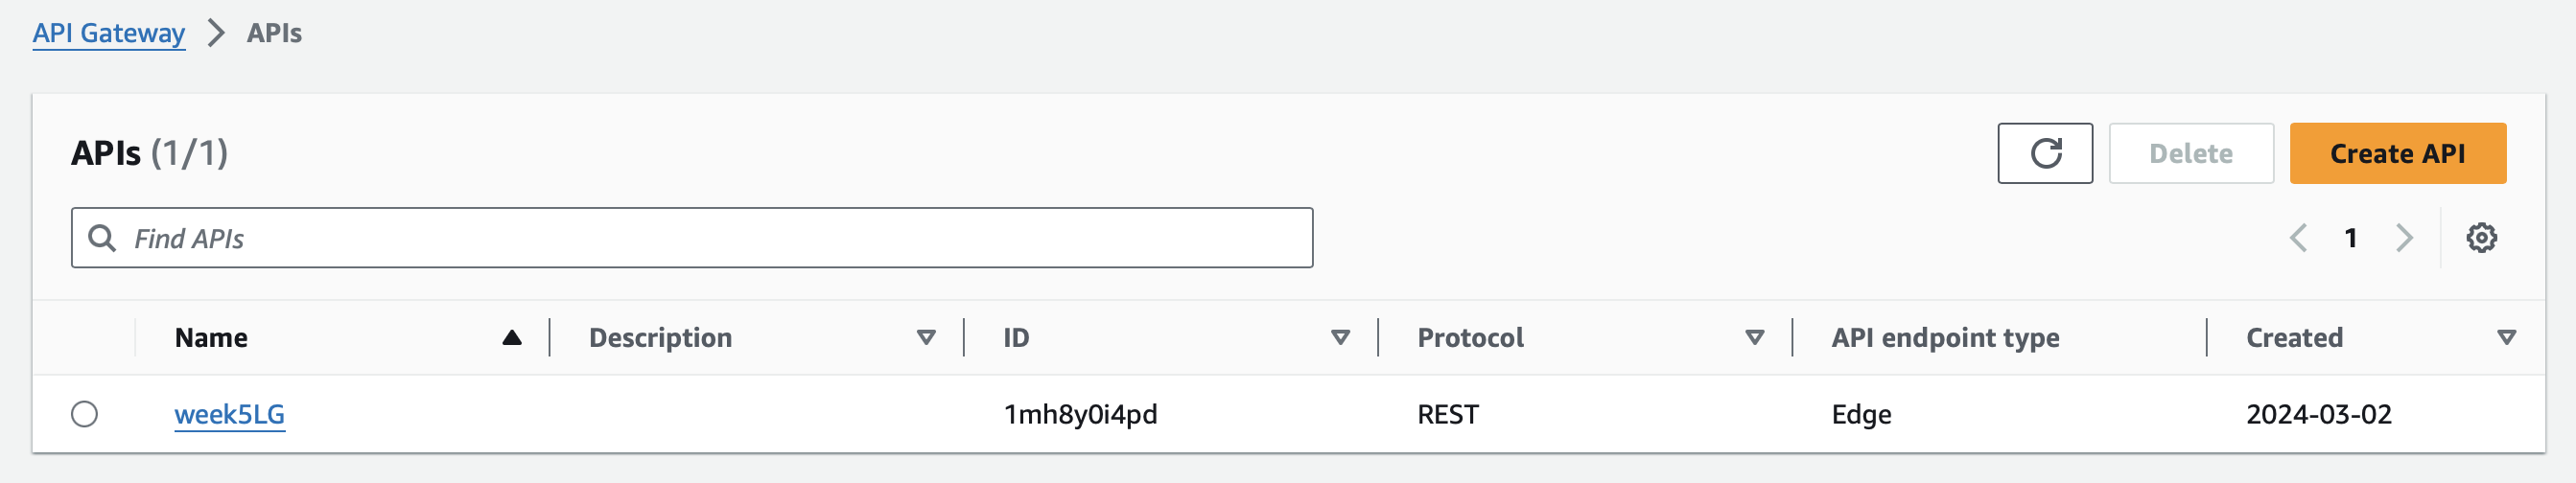 API Gateway > APIs
APIs (1/1)
Delete
Create API
Find APIs
1
Name Description ID Protocol API endpoint type Created
week5LG 1mh8y0i4pd REST Edge 2024-03-02